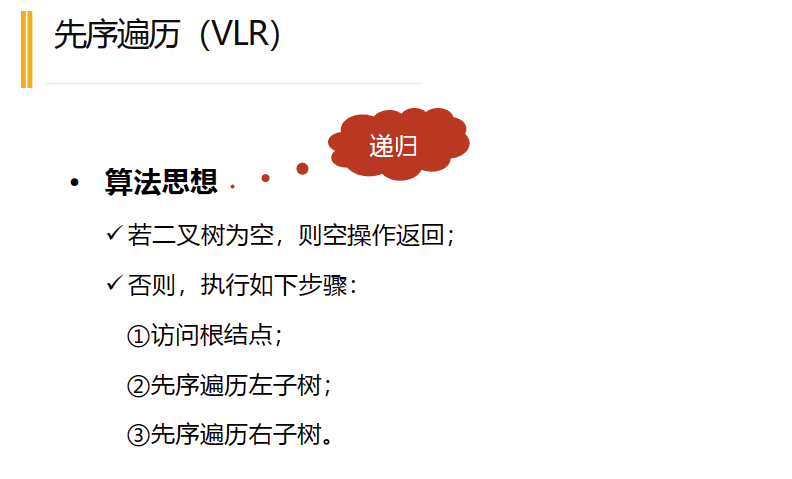 先序遍历（VLR）
递归
• 算法思想
✓若二叉树为空，则空操作返回；
✓否则，执行如下步骤：
①访问根结点；
②先序遍历左子树；
③先序遍历右子树。